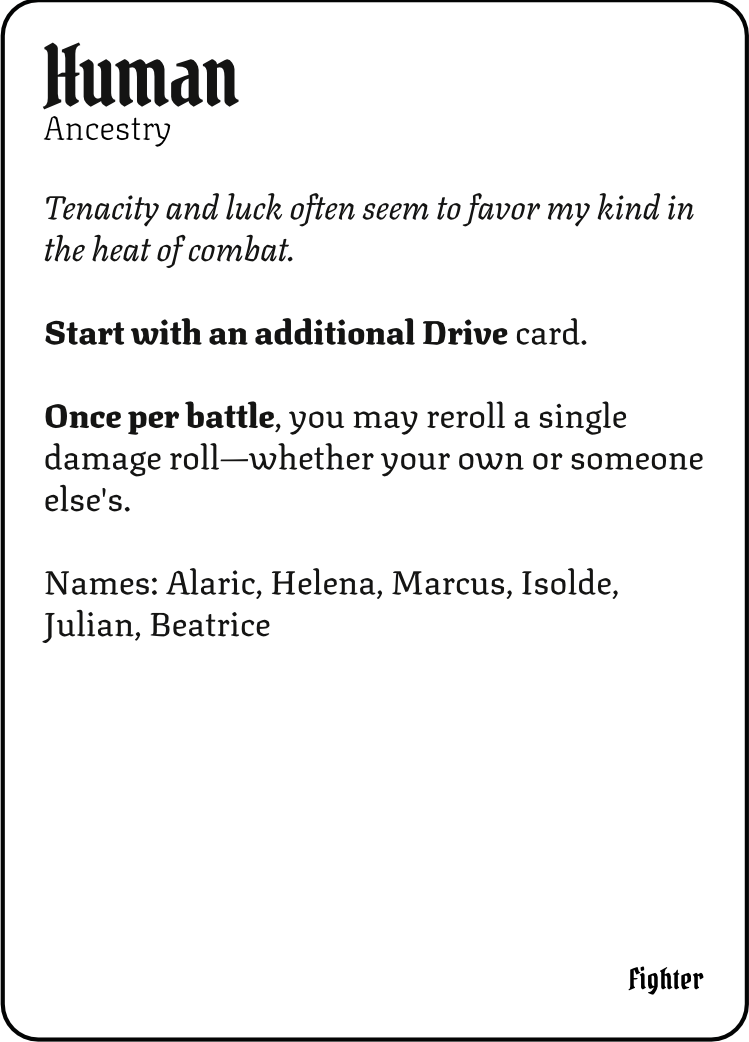 Human
Ancestry
Tenacity and luck often seem to favor my kind in
the heat of combat.
Start with an additional Drive card.
Once per battle, you may reroll a single
damage roll—whether your own or someone
else's.
Names: Alaric, Helena, Marcus, Isolde,
Julian, Beatrice
Fighter